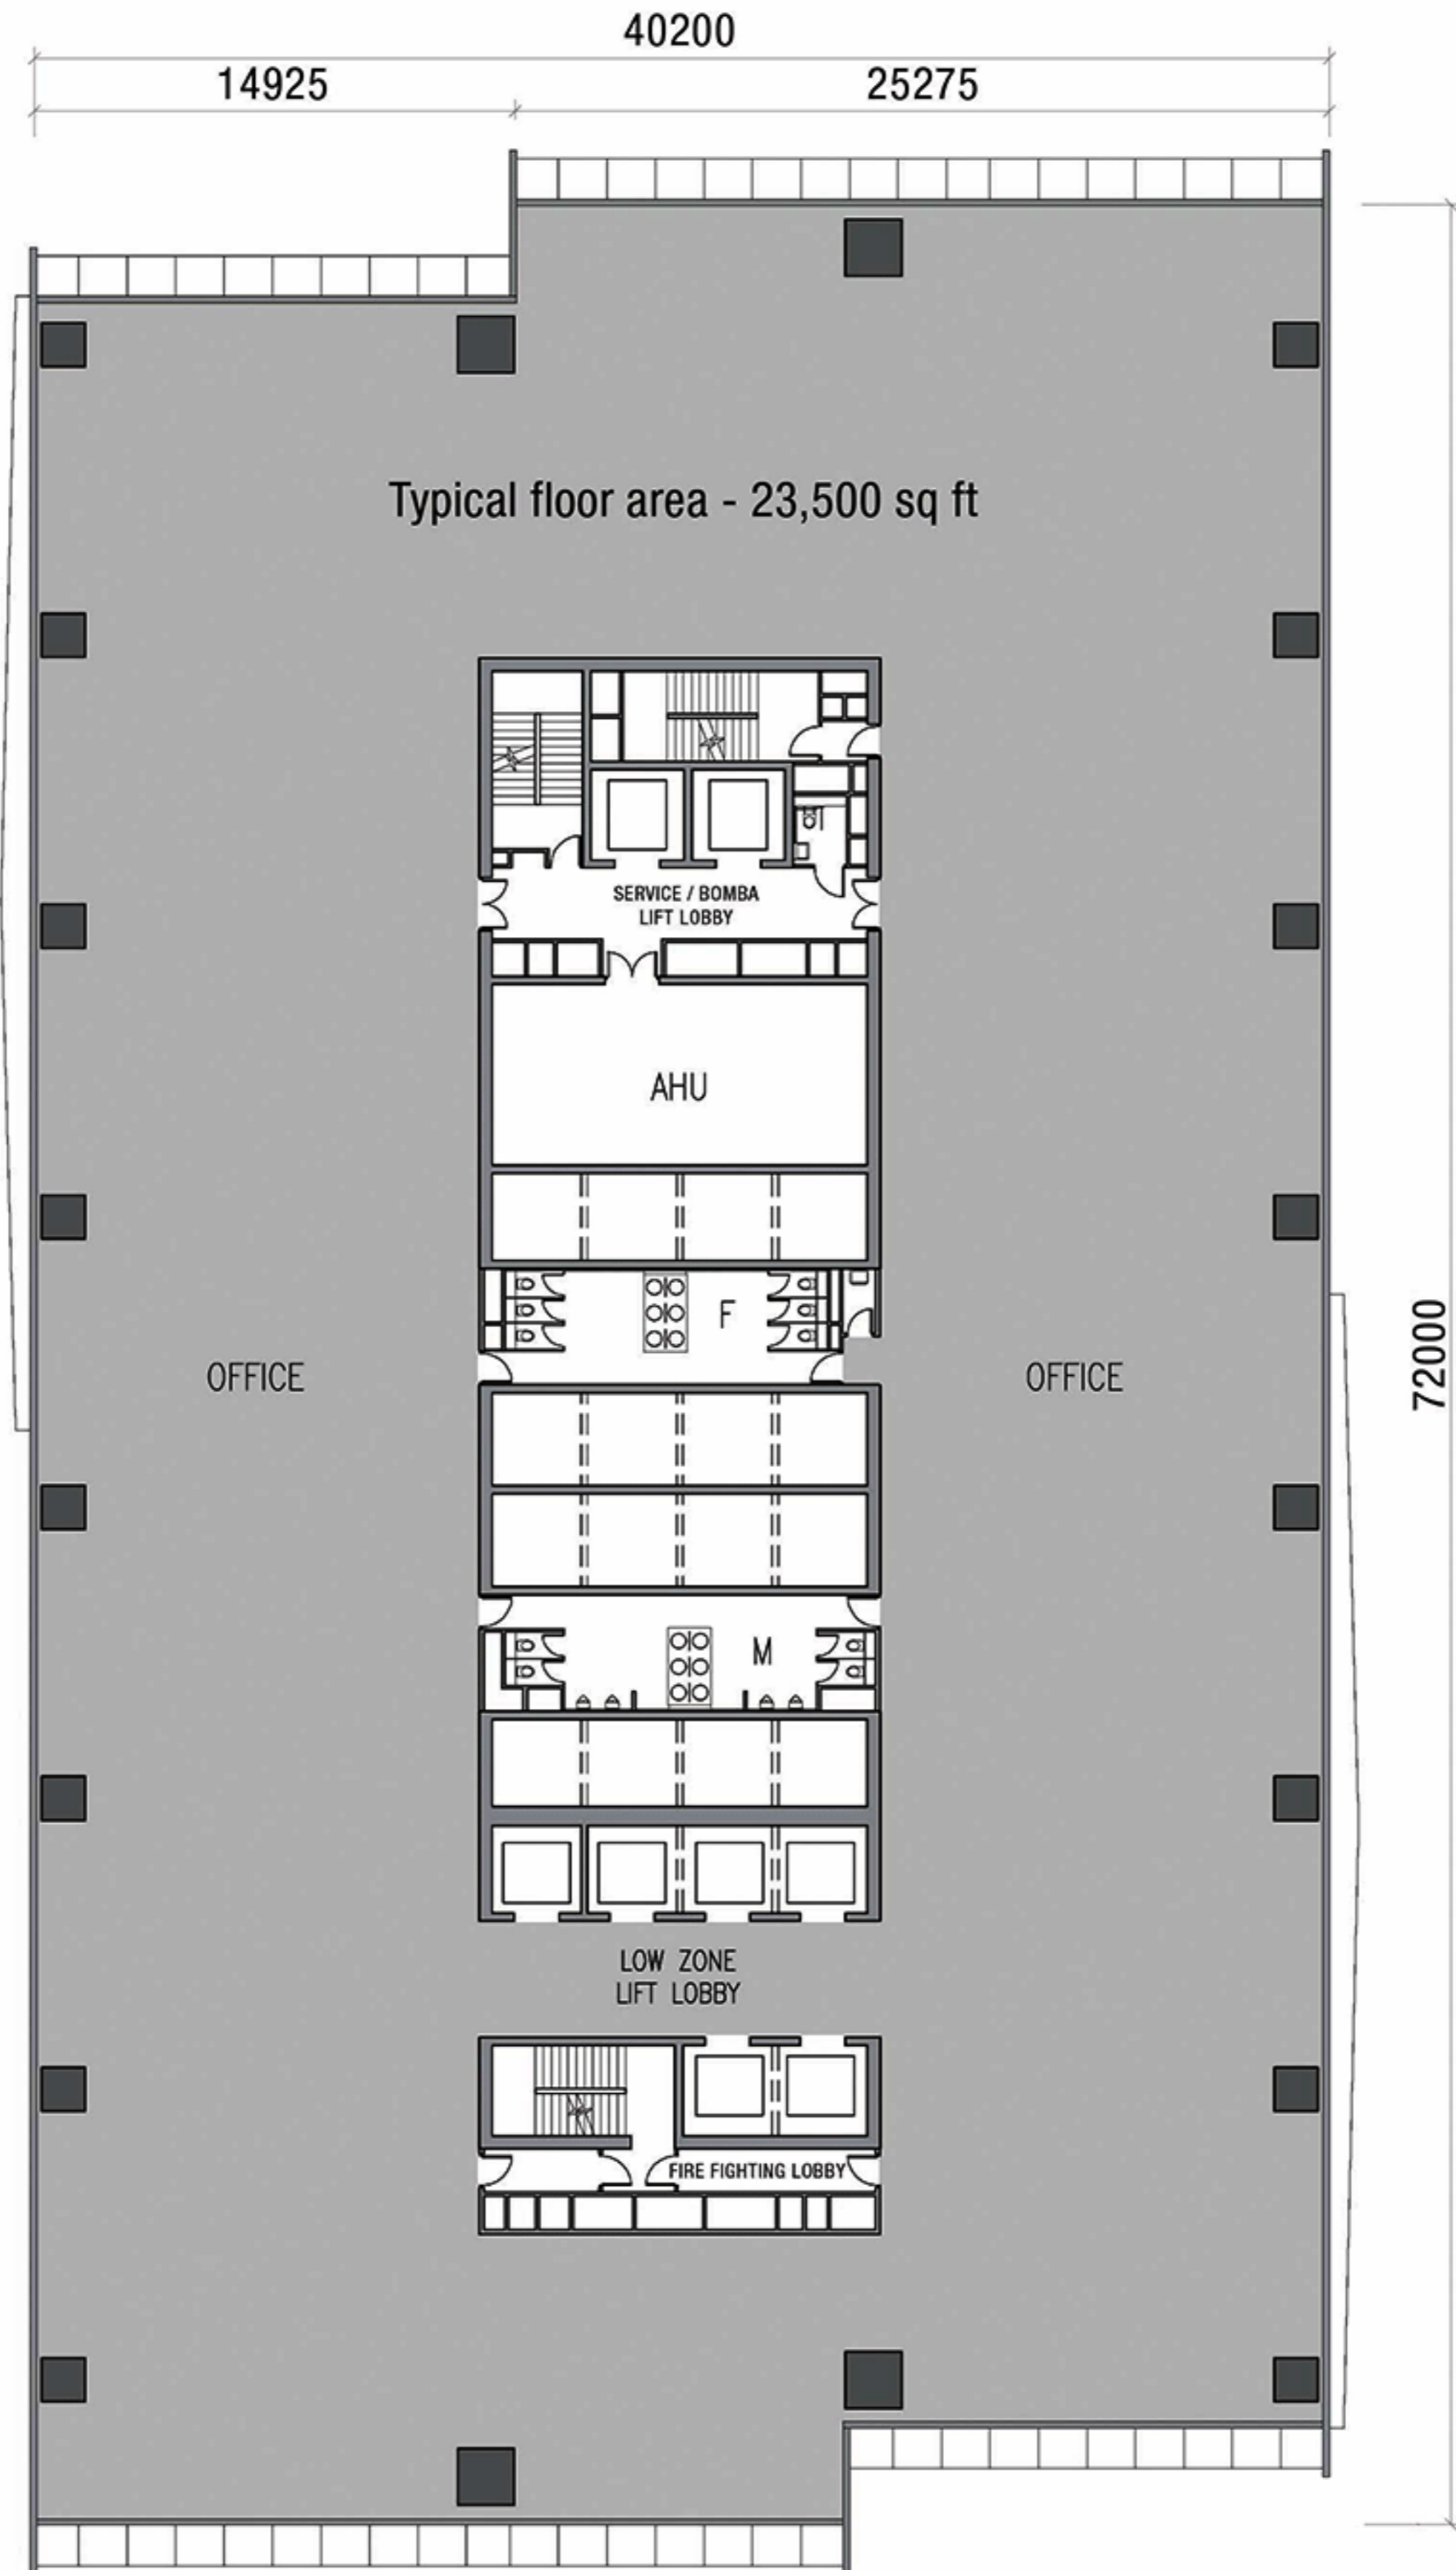 40200
14925
25275
Typical floor area - 23,500 sq ft
SERVICE / BOMBA
LIFT LOBBY
AHU
F
OFFICE
OFFICE
72000
M
LOW ZONE
LIFT LOBBY
FIRE FIGHTING LOBBY